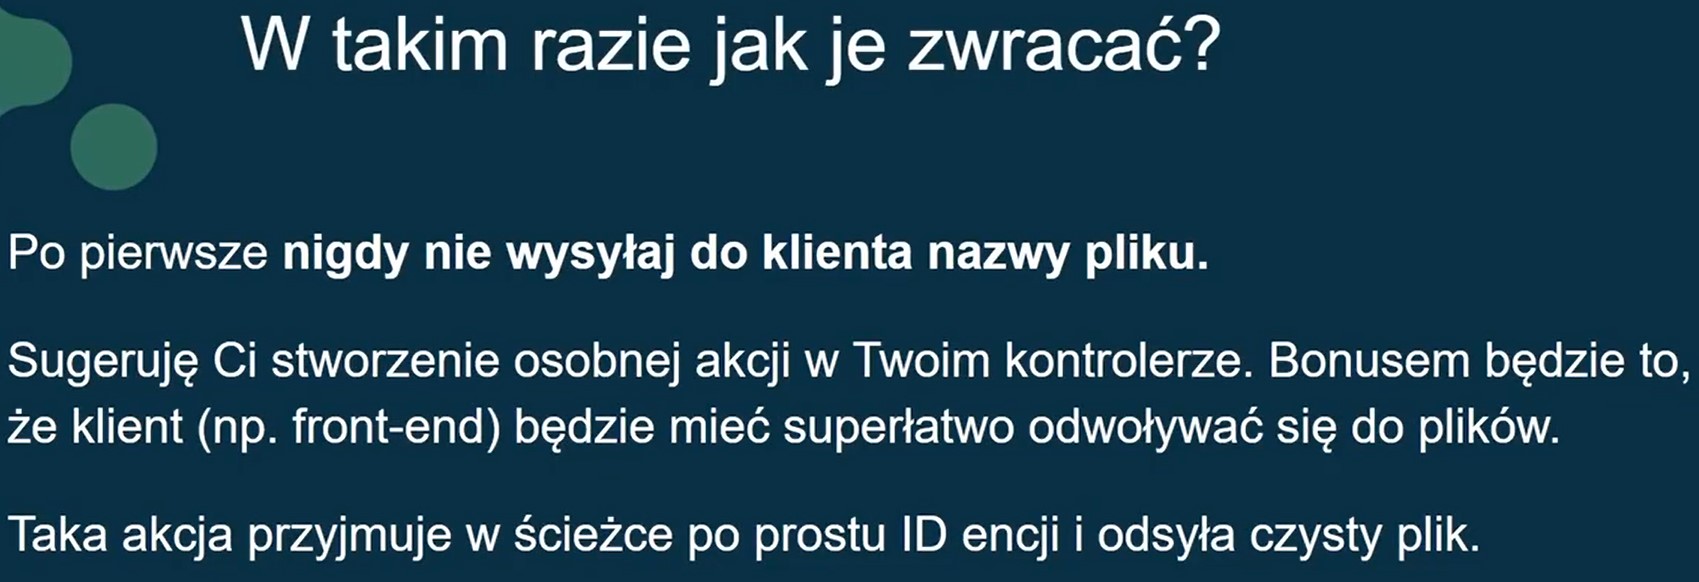 W takim razie jak je zwracać?
Po pierwsze nigdy nie wysyłaj do klienta nazwy pliku.
Sugeruję Ci stworzenie osobnej akcji w Twoim kontrolerze. Bonusem będzie to,
że klient (np. front-end) będzie mieć superłatwo odwoływać się do plików.
Taka akcja przyjmuje w ścieżce po prostu ID encji i odsyła czysty plik.